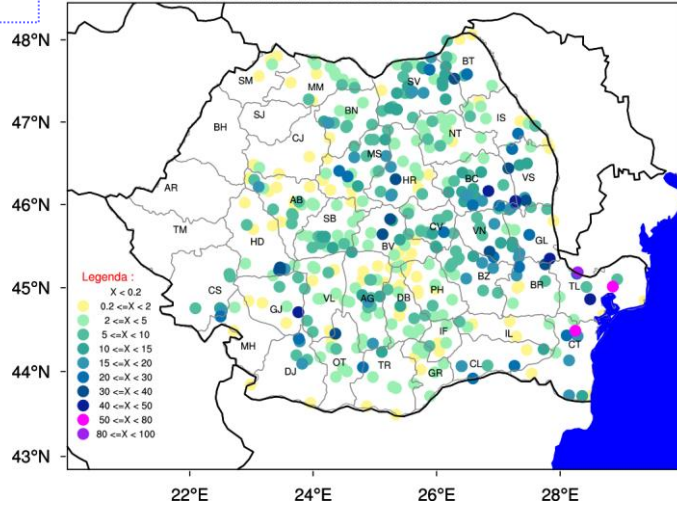 48°N
BT
SM
SV
MM
BN
47°N
SJ
IS
BH
NT
CJ
MS
HR
BC
VS
AR
AB
46°N
SB
CV
TM
VN
HD
BV
GL
Legenda :
BZ
TL
X < 0.2
CS
PH
BR
0.2 <=X < 2
VL
AG
DB
45°N
2 <=X < 5
GJ
5 <=X < 10
IF
IL
10 <=X < 15
MH
CT
15 <=X < 20
OT
TR
CL
44°N
20 <=X < 30
DJ
GR
30 <=X < 40
40 <=X < 50
50 <=X < 80
80 <=X < 100
43°N
22°E 24°E 26°E 28°E